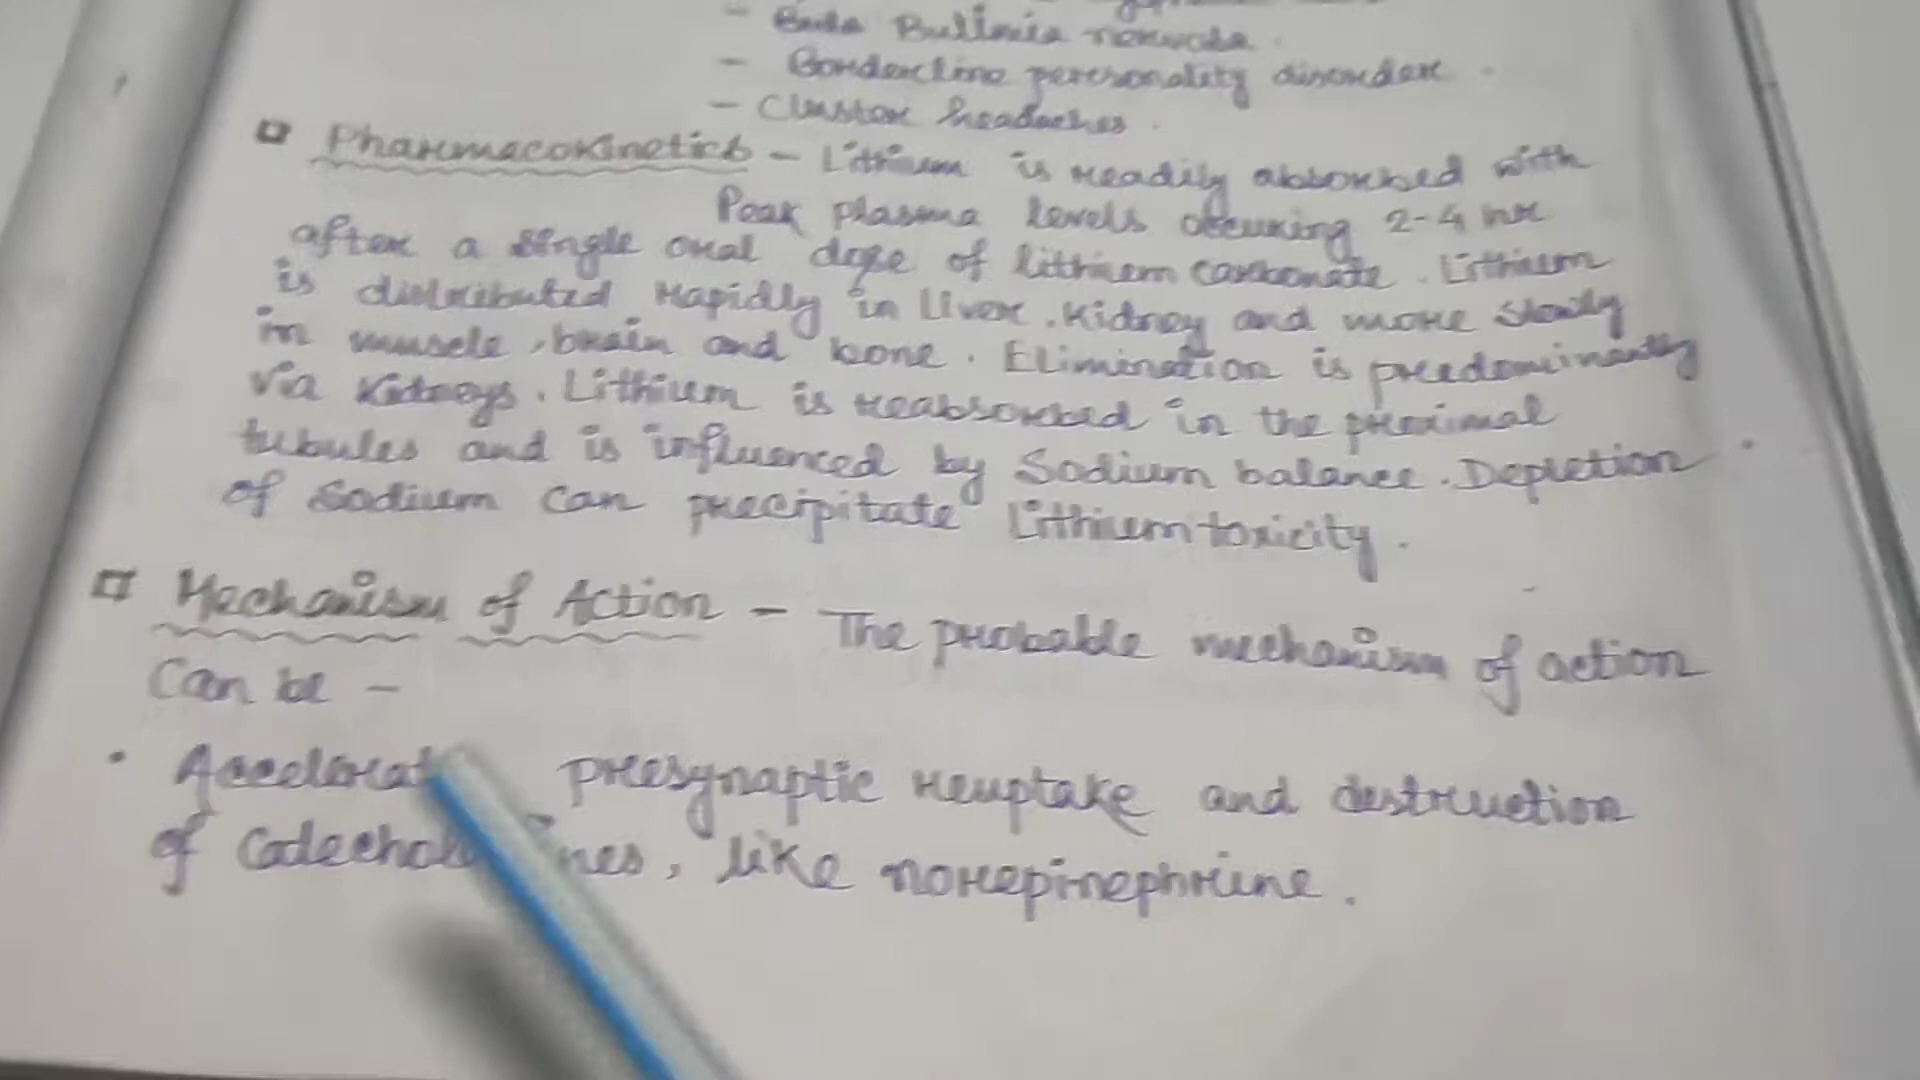 - Bulimia nervosa.
- Borderline personality disorder.
- Cluster headaches.
Pharmacokinetics - Lithium is readily absorbed with
Peak plasma levels occuring 2-4 hr
after a single oral dose of lithium carbonate. Lithium
is distributed rapidly in liver, kidney and more slowly
in muscle, brain and bone. Elimination is predominantly
via kidneys. Lithium is reabsorbed in the proximal
tubules and is influenced by Sodium balance. Depletion
of Sodium can precipitate Lithium toxicity.
Mechanism of Action - The probable mechanism of action
Can be -
• presynaptic reuptake and destruction
of like norepinephrine.